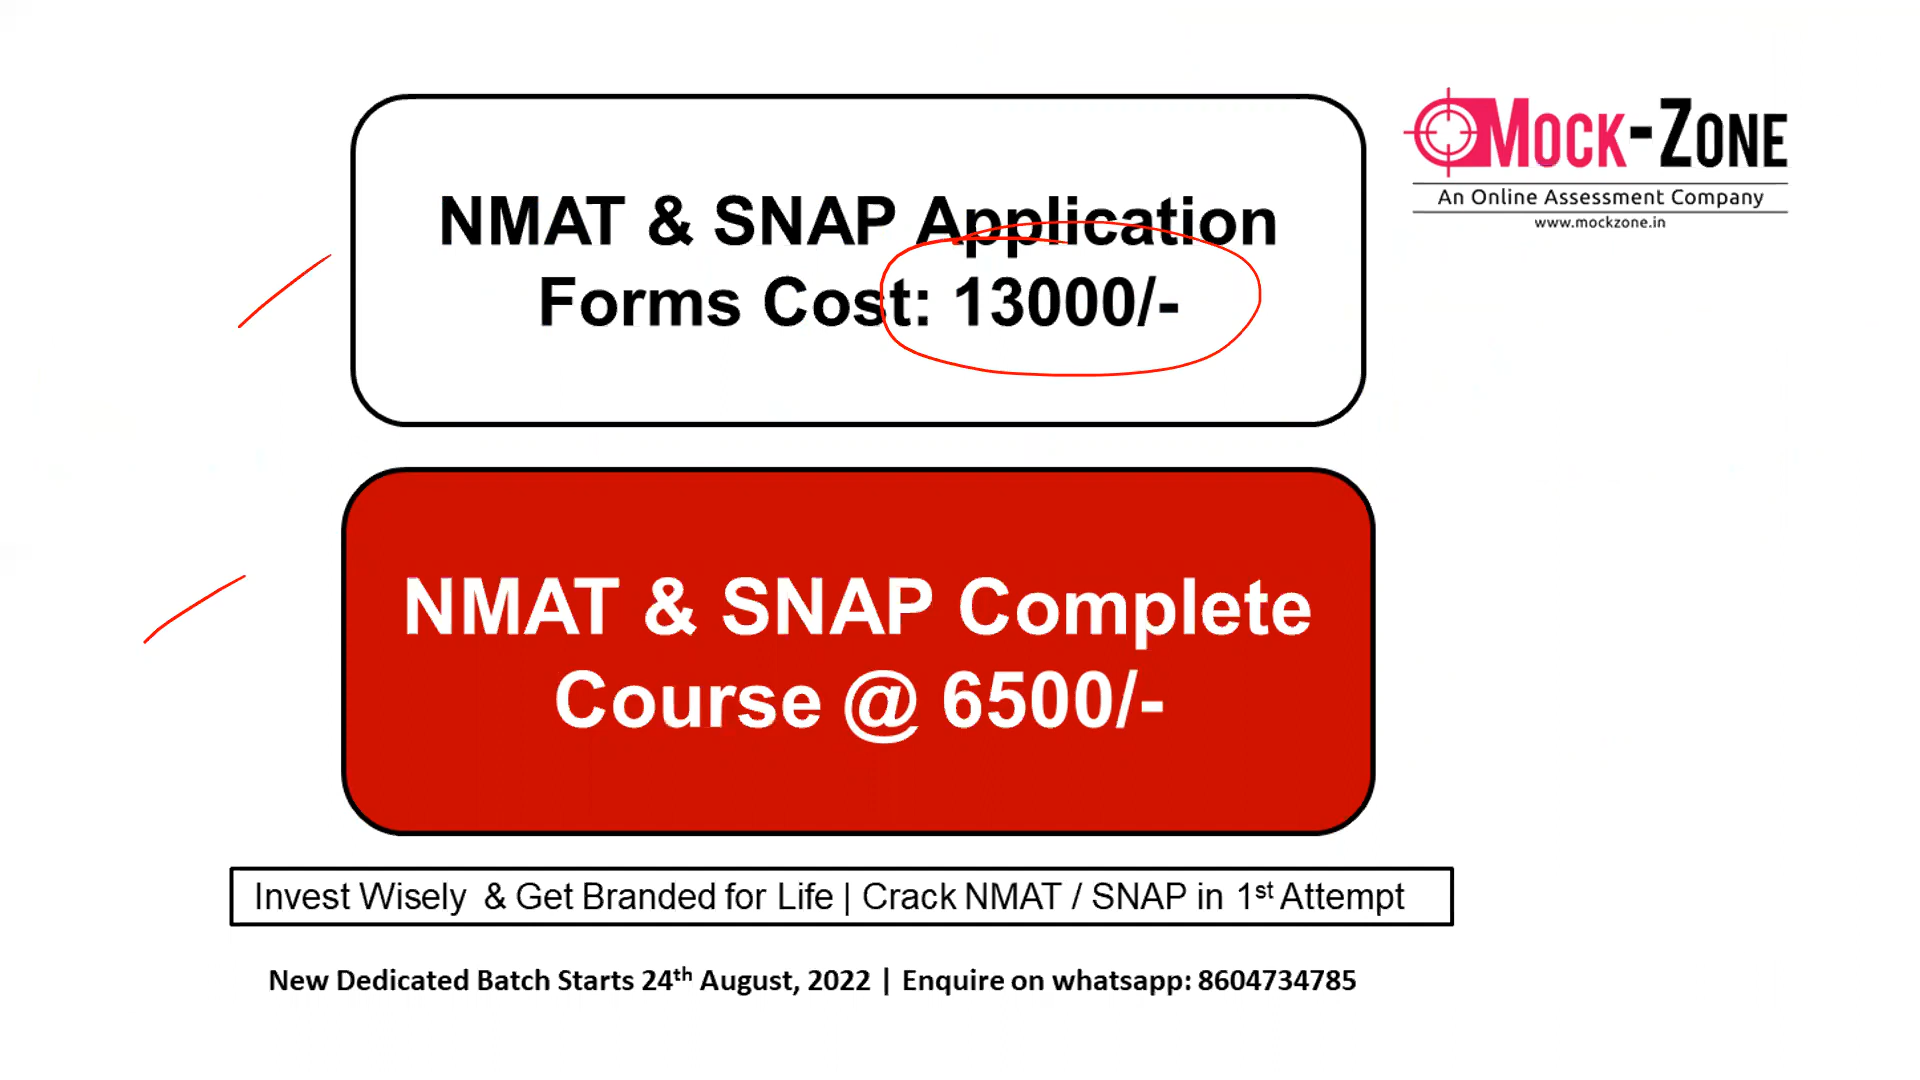 MOCK-ZONE
An Online Assessment Company
www.mockzone.in
NMAT & SNAP Application
Forms Cost: 13000/-
NMAT & SNAP Complete
Course @ 6500/-
Invest Wisely & Get Branded for Life | Crack NMAT / SNAP in 1st Attempt
New Dedicated Batch Starts 24th August, 2022 | Enquire on whatsapp: 8604734785